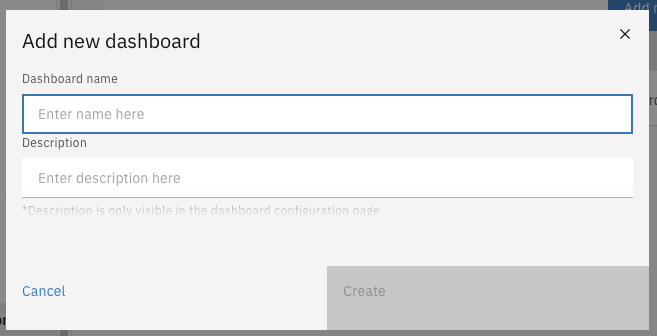 Add new dashboard
Dashboard name
Enter name here
Description
Enter description here
*Description is only visible in the dashboard configuration page
Cancel
Create